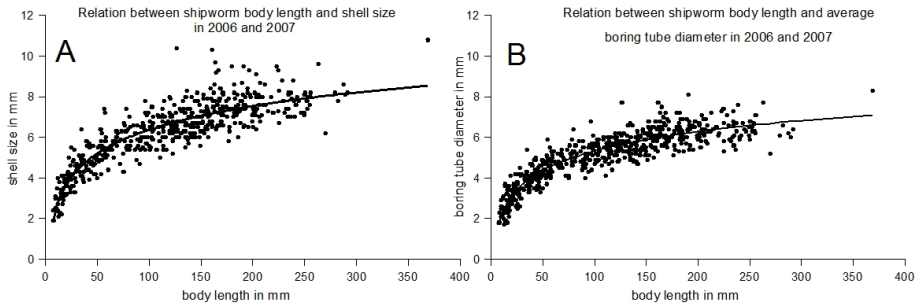 Relation between shipworm body length and shell size
in 2006 and 2007
A
shell size in mm
12
10
8
6
4
2
0
0 50 100 150 200 250 300 350 400
body length in mm
Relation between shipworm body length and average
boring tube diameter in 2006 and 2007
B
boring tube diameter in mm
12
10
8
6
4
2
0
0 50 100 150 200 250 300 350 400
body length in mm